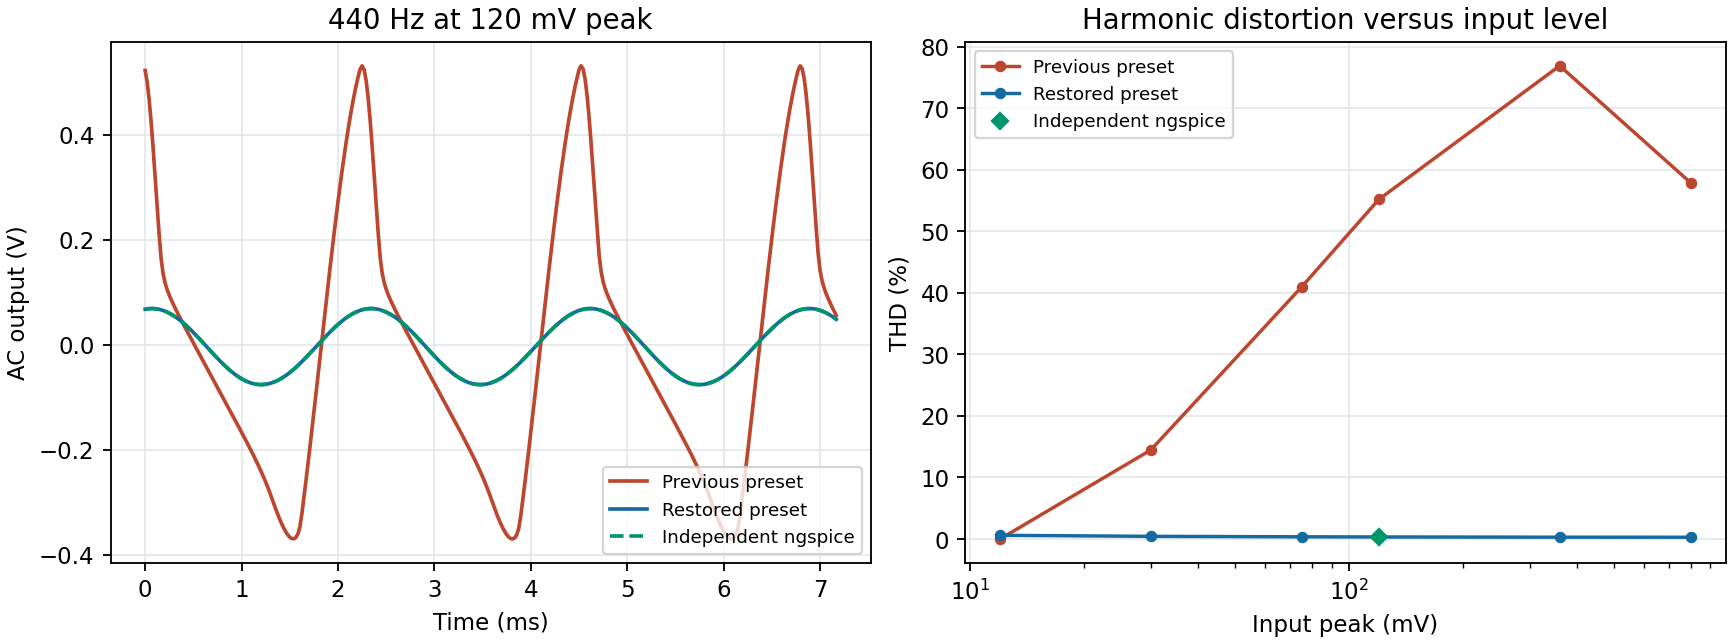 440 Hz at 120 mV peak
AC output (V)
0.4
0.2
0.0
−0.2
−0.4
0 1 2 3 4 5 6 7
Time (ms)
Previous preset
Restored preset
Independent ngspice
Harmonic distortion versus input level
THD (%)
80
70
60
50
40
30
20
10
0
10¹ 10²
Input peak (mV)
Previous preset
Restored preset
Independent ngspice